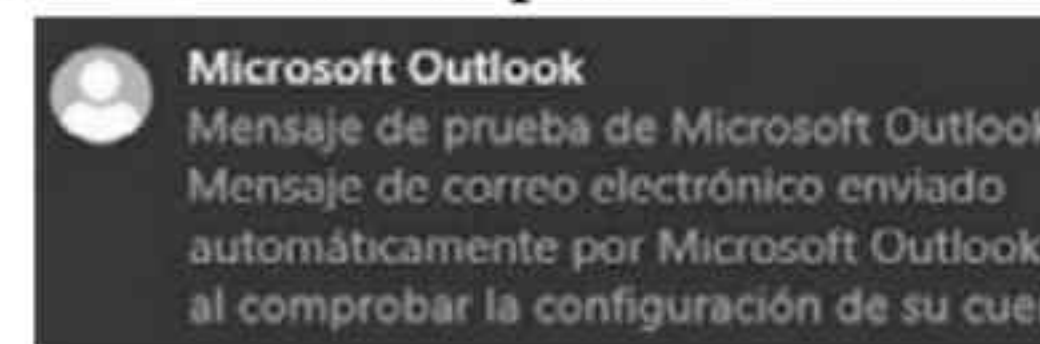 Microsoft Outlook
Mensaje de prueba de Microsoft Outlook
Mensaje de correo electrónico enviado
automáticamente por Microsoft Outlook
al comprobar la configuración de su